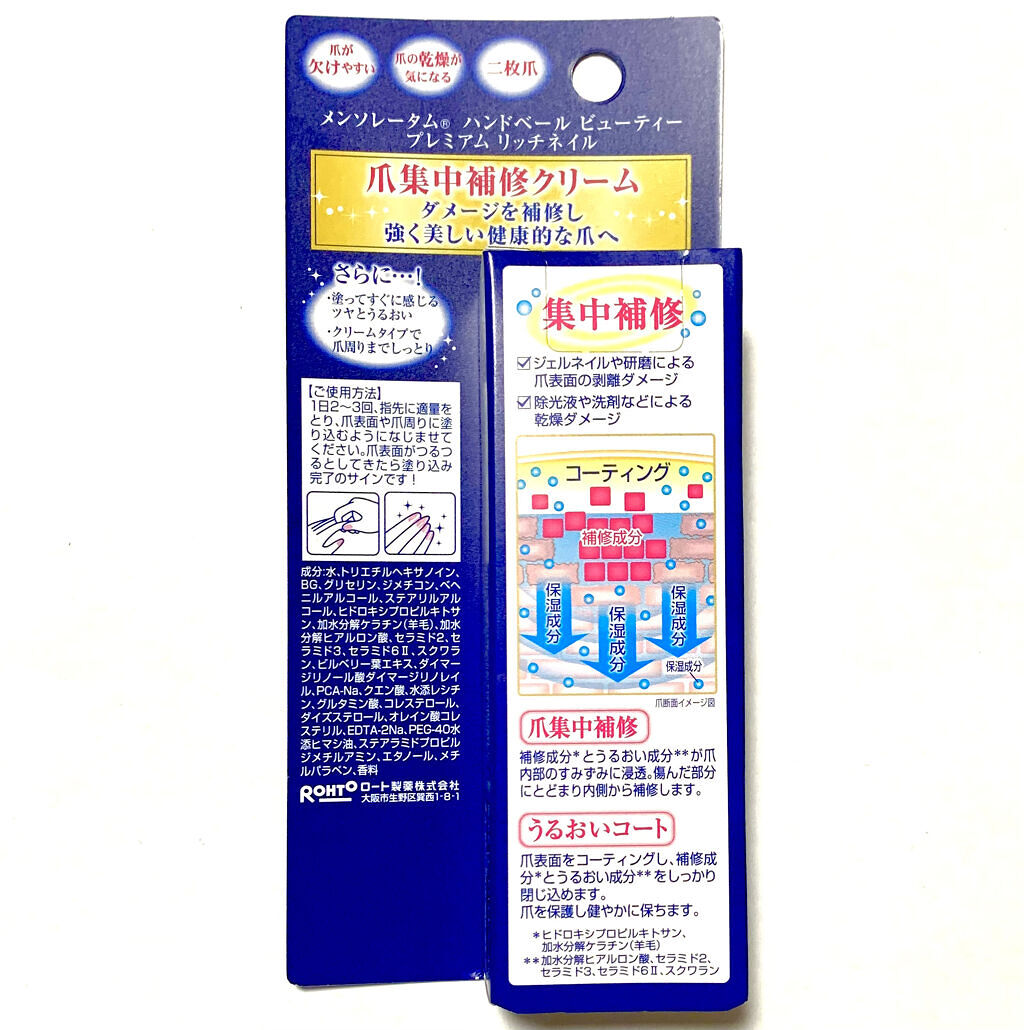 爪が
欠けやすい
爪の乾燥が
気になる
二枚爪
メンソレータム® ハンドベール ビューティー
プレミアム リッチネイル
爪集中補修クリーム
ダメージを補修し
強く美しい健康的な爪へ
さらに…!
・塗ってすぐに感じる
ツヤとうるおい
・クリームタイプで
爪周りまでしっとり
【ご使用方法】
1日2〜3回、指先に適量を
とり、爪表面や爪周りに塗
り込むようになじませて
ください。爪表面がつるつ
るとしてきたら塗り込み
完了のサインです!
成分:水、トリエチルヘキサノイン、
BG、グリセリン、ジメチコン、ベヘ
ニルアルコール、ステアリルアル
コール、ヒドロキシプロピルキトサ
ン、加水分解ケラチン(羊毛)、加水
分解ヒアルロン酸、セラミド2、セ
ラミド3、セラミド6Ⅱ、スクワラ
ン、ビルベリー葉エキス、ダイマー
ジリノール酸ダイマージリノレイ
ル、PCA-Na、クエン酸、水添レシチ
ン、グルタミン酸、コレステロール、
ダイズステロール、オレイン酸コレ
ステリル、EDTA-2Na、PEG-40水
添ヒマシ油、ステアラミドプロピル
ジメチルアミン、エタノール、メチ
ルパラベン、香料
ROHTO ロート製薬株式会社
大阪市生野区巽西1-8-1
集中補修
☑ジェルネイルや研磨による
爪表面の剥離ダメージ
☑除光液や洗剤などによる
乾燥ダメージ
コーティング
補修成分
保湿成分
保湿成分
保湿成分
保湿成分
爪断面イメージ図
爪集中補修
補修成分*とうるおい成分**が爪
内部のすみずみに浸透。傷んだ部分
にとどまり内側から補修します。
うるおいコート
爪表面をコーティングし、補修成
分*とうるおい成分**をしっかり
閉じ込めます。
爪を保護し健やかに保ちます。
*ヒドロキシプロピルキトサン、
加水分解ケラチン(羊毛)
**加水分解ヒアルロン酸、セラミド2、
セラミド3、セラミド6Ⅱ、スクワラン